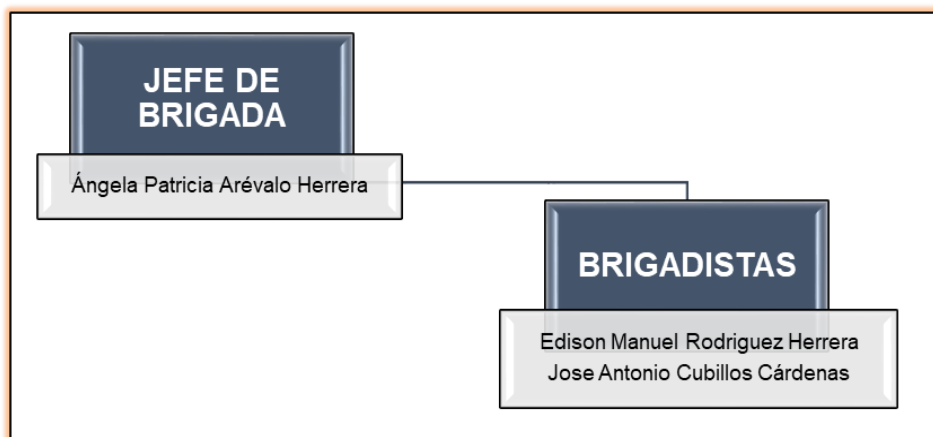 JEFE DE
BRIGADA
Ángela Patricia Arévalo Herrera
BRIGADISTAS
Edison Manuel Rodriguez Herrera
Jose Antonio Cubillos Cárdenas